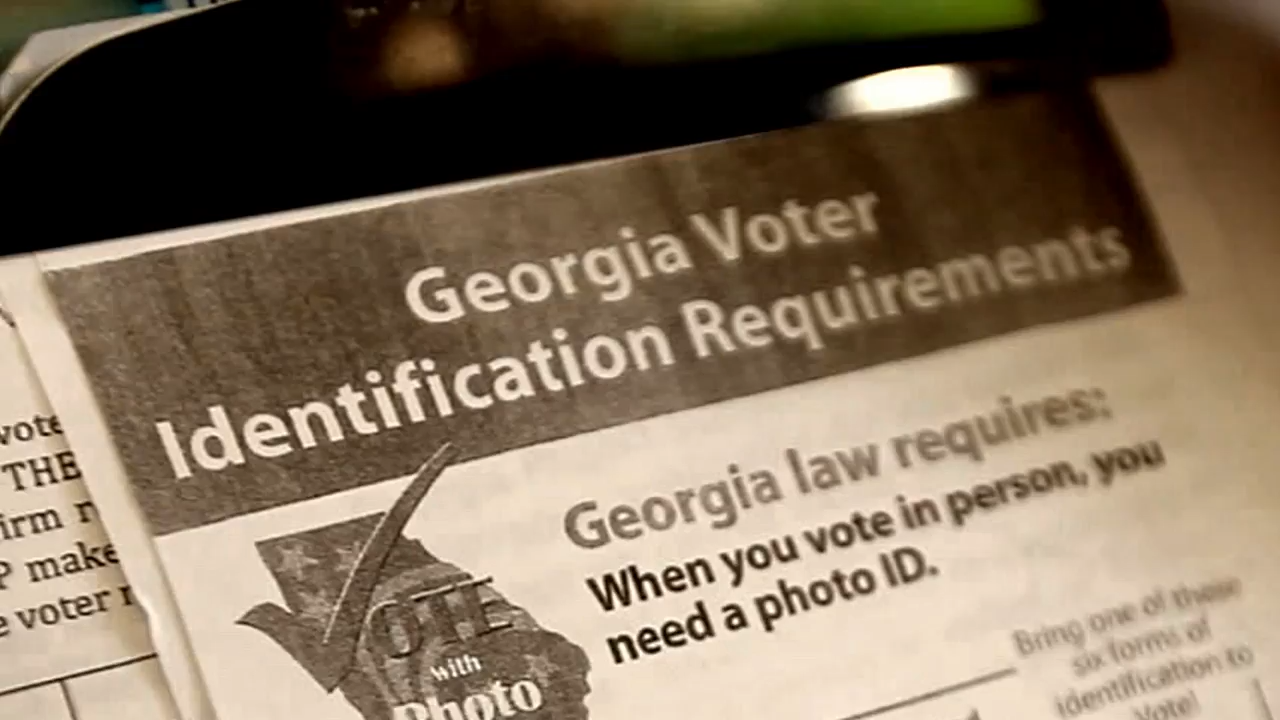 Georgia Voter
Identification Requirements
Georgia law requires:
When you vote in person, you
need a photo ID.
VOTE
with
Photo
Bring one of these
six forms of
identification to
Vote!
vote
THE
irm
P make
e voter